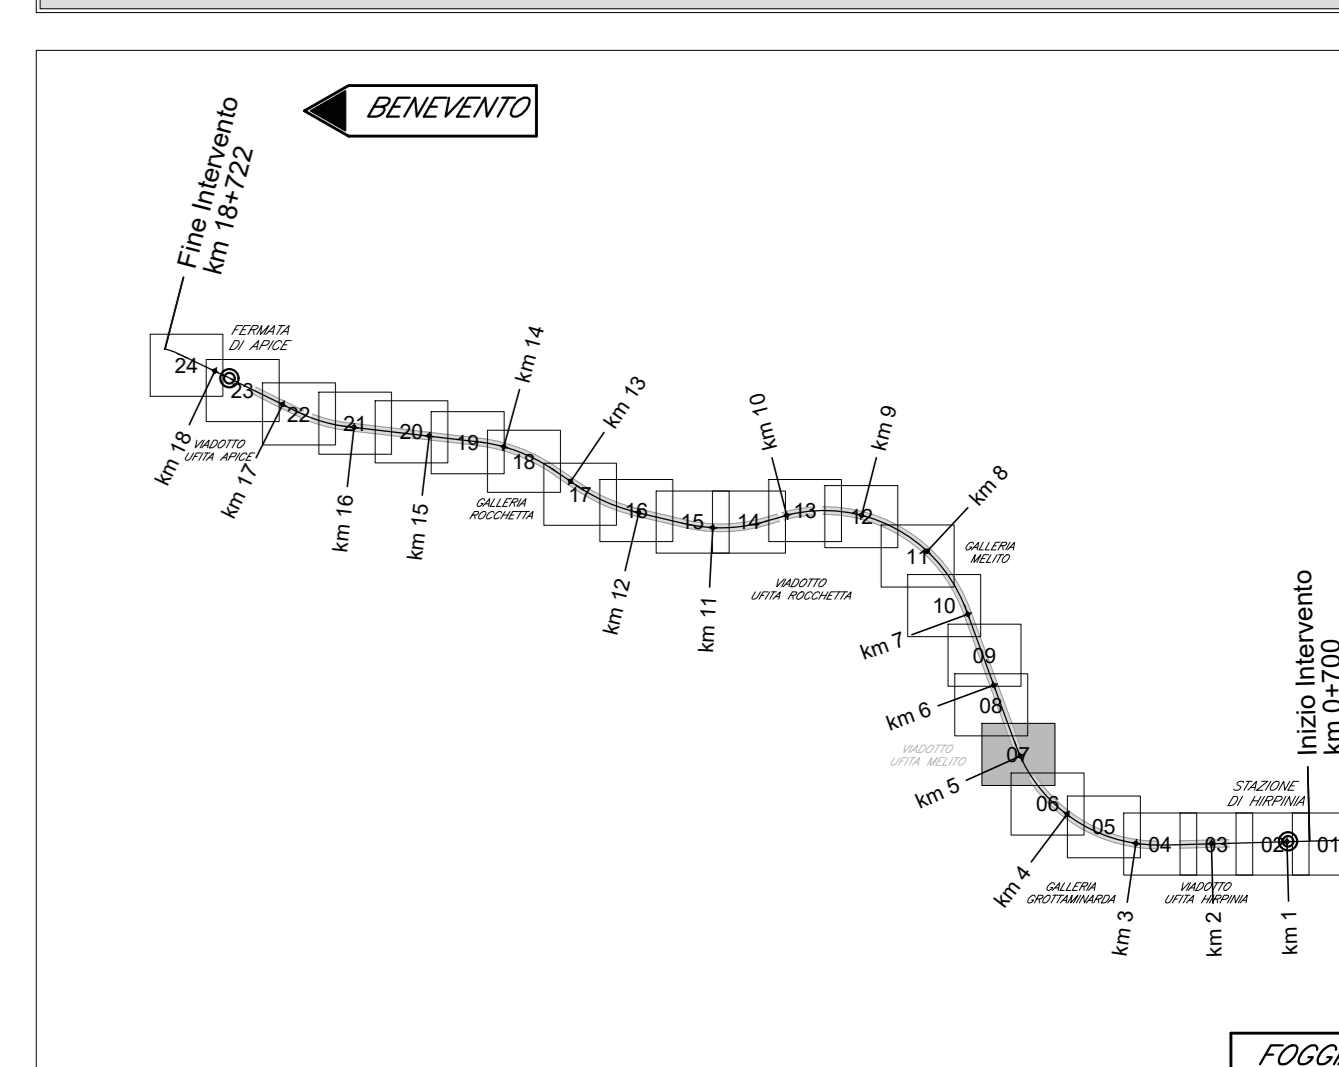 BENEVENTO
Fine Intervento
km 18+722
FERMATA
DI APICE
24
23
22
21
20
19
18
17
16
15
14
13
12
11
10
09
08
07
06
05
04
03
02
01
km 18
VIADOTTO
UFITA APICE
km 17
km 16
km 15
km 14
km 13
GALLERIA
ROCCHETTA
km 12
km 11
km 10
VIADOTTO
UFITA ROCCHETTA
km 9
km 8
GALLERIA
MELITO
km 7
km 6
VIADOTTO
UFITA MELITO
km 5
km 4
GALLERIA
GROTTAMINARDA
km 3
VIADOTTO
UFITA HIRPINIA
km 2
km 1
STAZIONE
DI HIRPINIA
Inizio Intervento
km 0+700
FOGGI